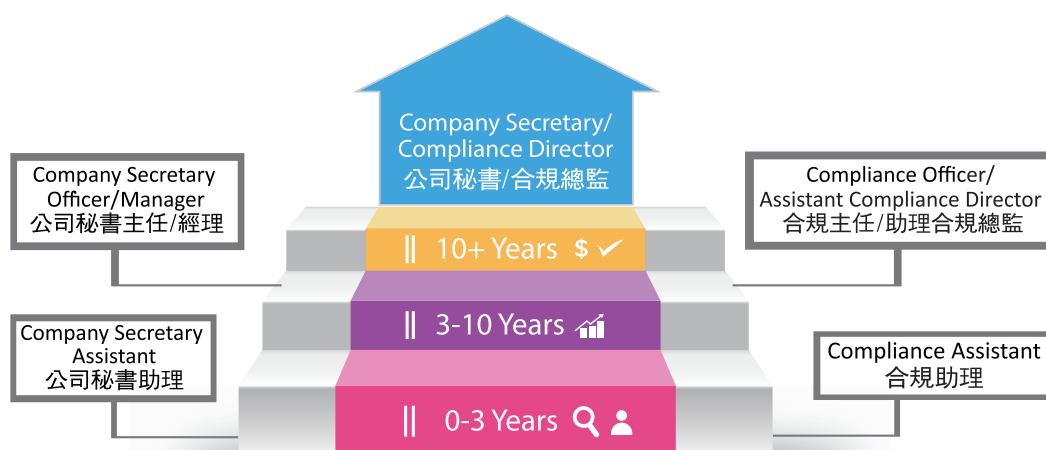 Company Secretary/
Compliance Director
公司秘書/合規總監
Company Secretary
Officer/Manager
公司秘書主任/經理
Compliance Officer/
Assistant Compliance Director
合規主任/助理合規總監
10+ Years $
3-10 Years
Company Secretary
Assistant
公司秘書助理
Compliance Assistant
合規助理
0-3 Years